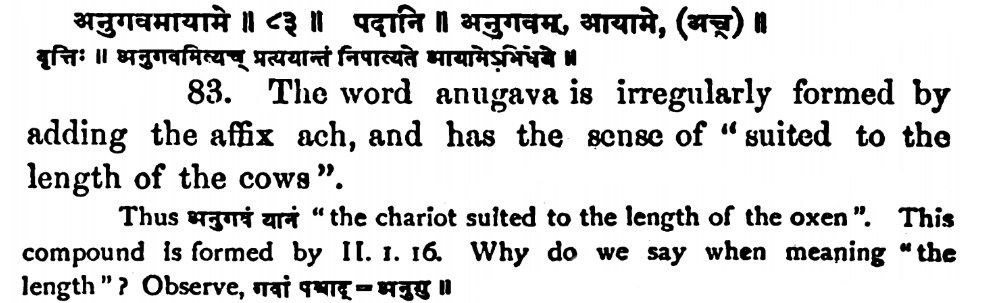 अनुगवमायामे ॥ ८३ ॥ पदानि ॥ अनुगवम्, आयामे, (अच्) ॥
वृत्तिः ॥ अनुगवमित्यच् प्रत्ययान्तं निपात्यते आयामेऽभिधेये ॥
83. The word anugava is irregularly formed by
adding the affix ach, and has the sense of “suited to the
length of the cows”.
Thus अनुगवं यानं “the chariot suited to the length of the oxen”. This
compound is formed by II. 1. 16. Why do we say when meaning “the
length”? Observe, गवां पश्चाद् = अनुगु ॥